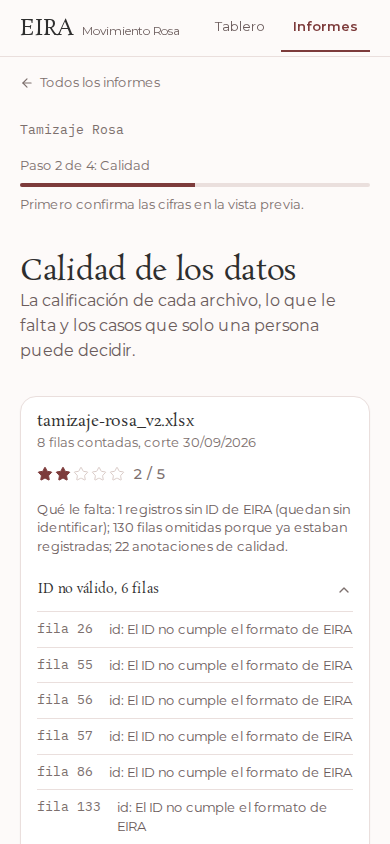 EIRA Movimiento Rosa Tablero Informes
← Todos los informes
Tamizaje Rosa
Paso 2 de 4: Calidad
Primero confirma las cifras en la vista previa.
Calidad de los datos
La calificación de cada archivo, lo que le
falta y los casos que solo una persona
puede decidir.
tamizaje-rosa_v2.xlsx
8 filas contadas, corte 30/09/2026
2 / 5
Qué le falta: 1 registros sin ID de EIRA (quedan sin
identificar); 130 filas omitidas porque ya estaban
registradas; 22 anotaciones de calidad.
ID no válido, 6 filas
fila 26 id: El ID no cumple el formato de EIRA
fila 55 id: El ID no cumple el formato de EIRA
fila 56 id: El ID no cumple el formato de EIRA
fila 57 id: El ID no cumple el formato de EIRA
fila 86 id: El ID no cumple el formato de EIRA
fila 133 id: El ID no cumple el formato de
EIRA